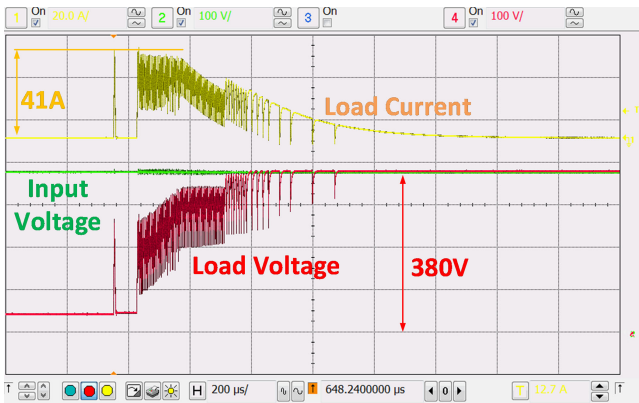 1 On 20.0 A/ 2 On 100 V/ 3 On 4 On 100 V/
41A
Load Current
Input
Voltage
Load Voltage
380V
H 200 µs/ 648.2400000 µs 0 T 12.7 A